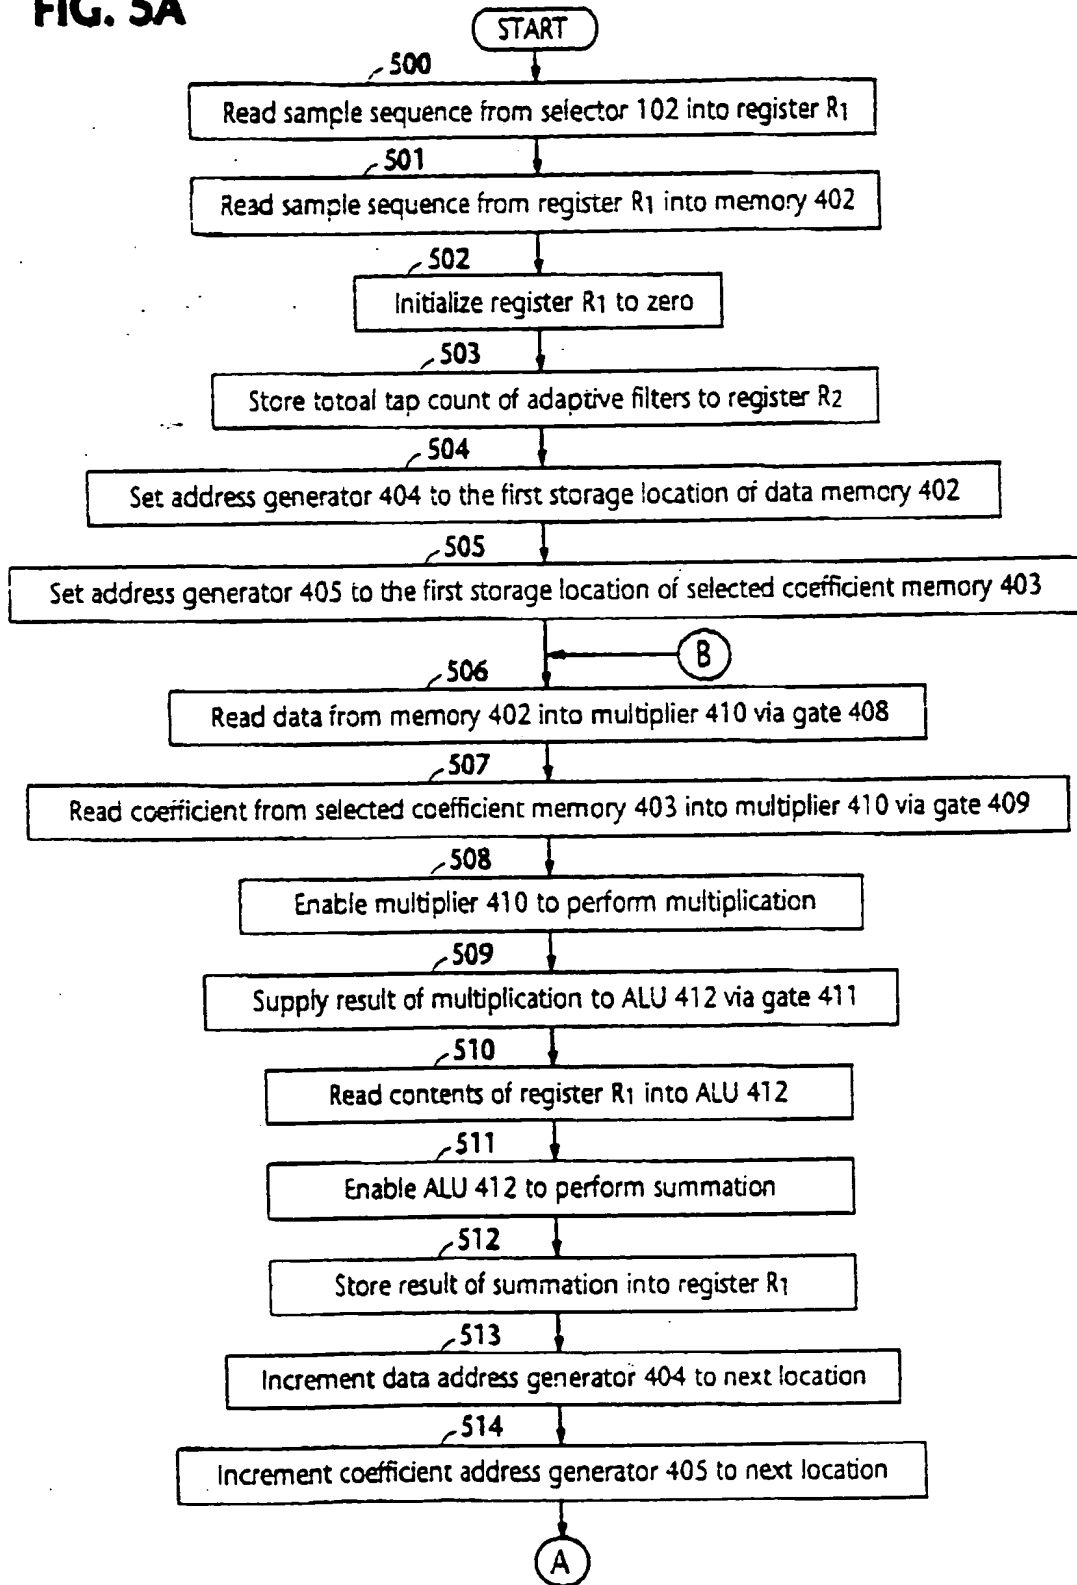 FIG. 5A
START
500
Read sample sequence from selector 102 into register R1
501
Read sample sequence from register R1 into memory 402
502
Initialize register R1 to zero
503
Store totoal tap count of adaptive filters to register R2
504
Set address generator 404 to the first storage location of data memory 402
505
Set address generator 405 to the first storage location of selected coefficient memory 403
B
506
Read data from memory 402 into multiplier 410 via gate 408
507
Read coefficient from selected coefficient memory 403 into multiplier 410 via gate 409
508
Enable multiplier 410 to perform multiplication
509
Supply result of multiplication to ALU 412 via gate 411
510
Read contents of register R1 into ALU 412
511
Enable ALU 412 to perform summation
512
Store result of summation into register R1
513
Increment data address generator 404 to next location
514
Increment coefficient address generator 405 to next location
A